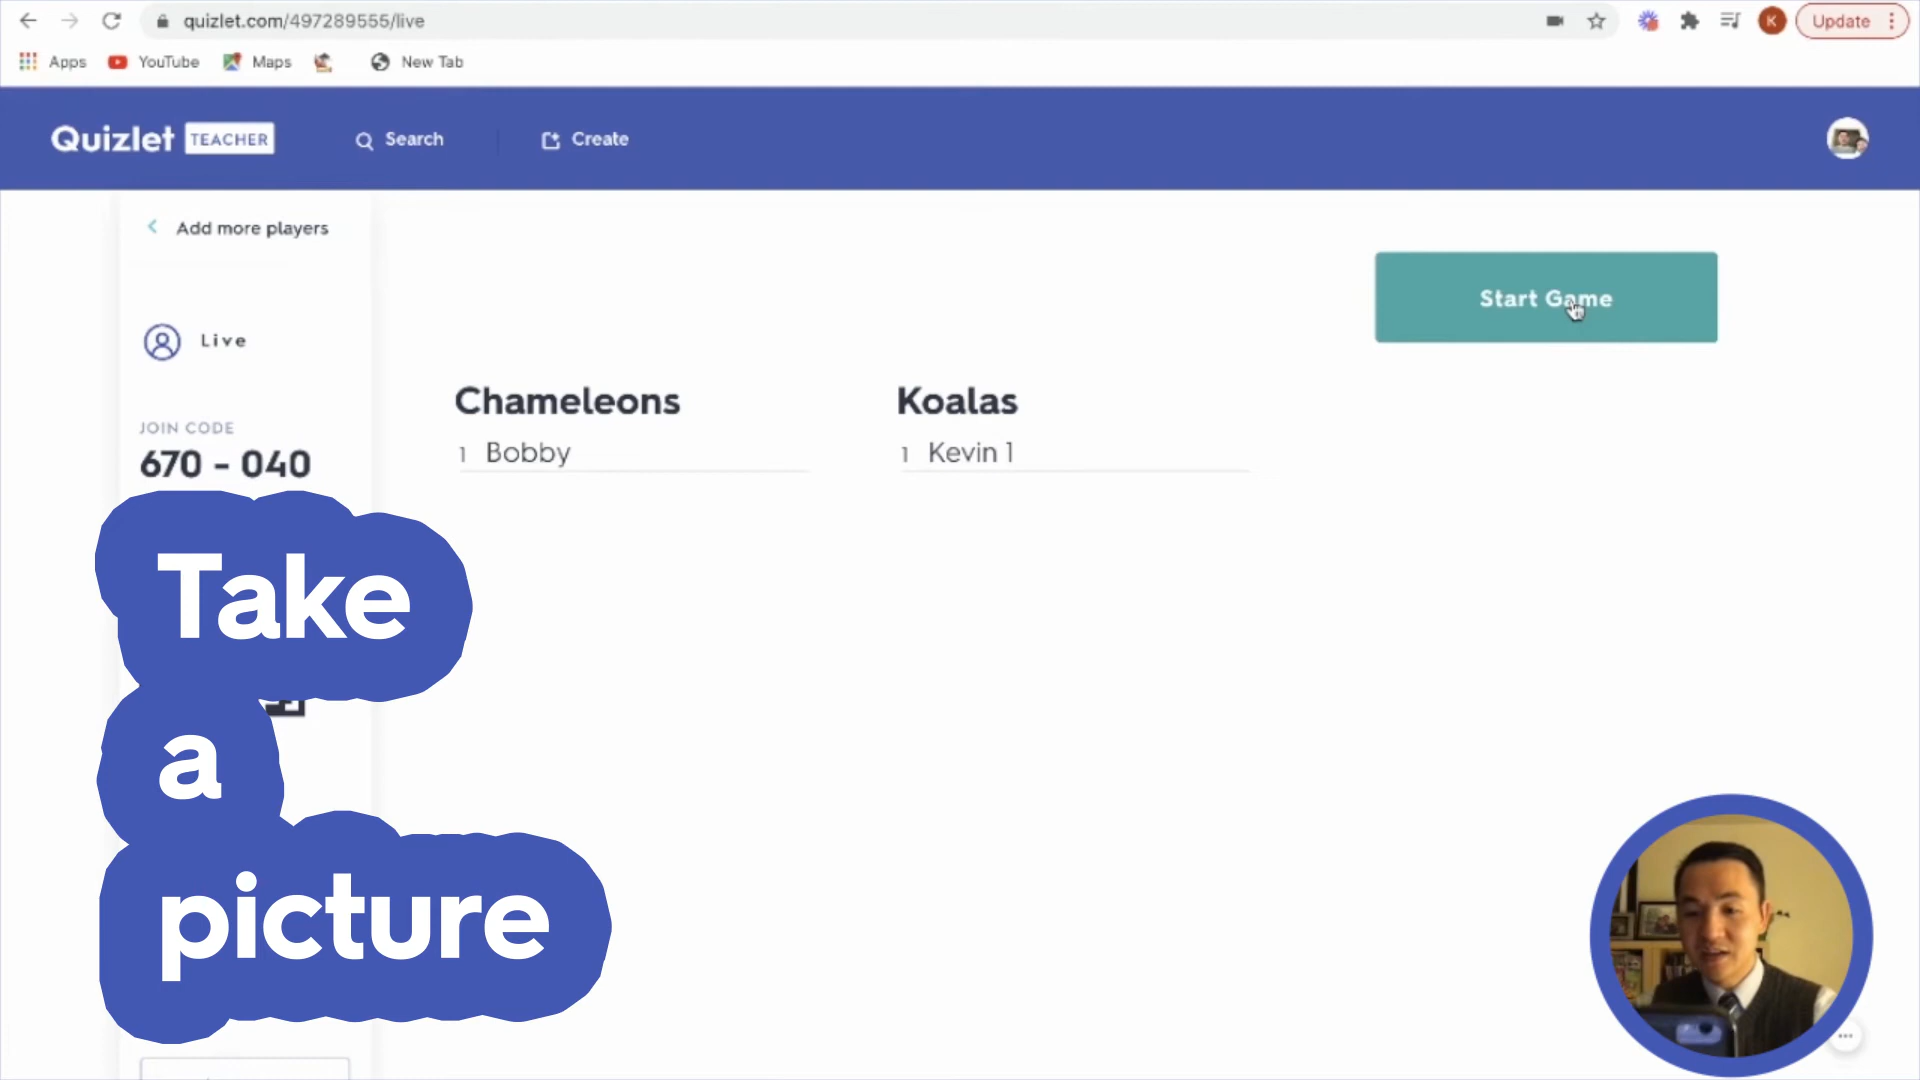 quizlet.com/497289555/live
K
Update
Apps
YouTube
Maps
New Tab
Quizlet TEACHER
Search
Create
Add more players
Start Game
Live
JOIN CODE
670 - 040
Chameleons
1 Bobby
Koalas
1 Kevin 1
Take
a
picture